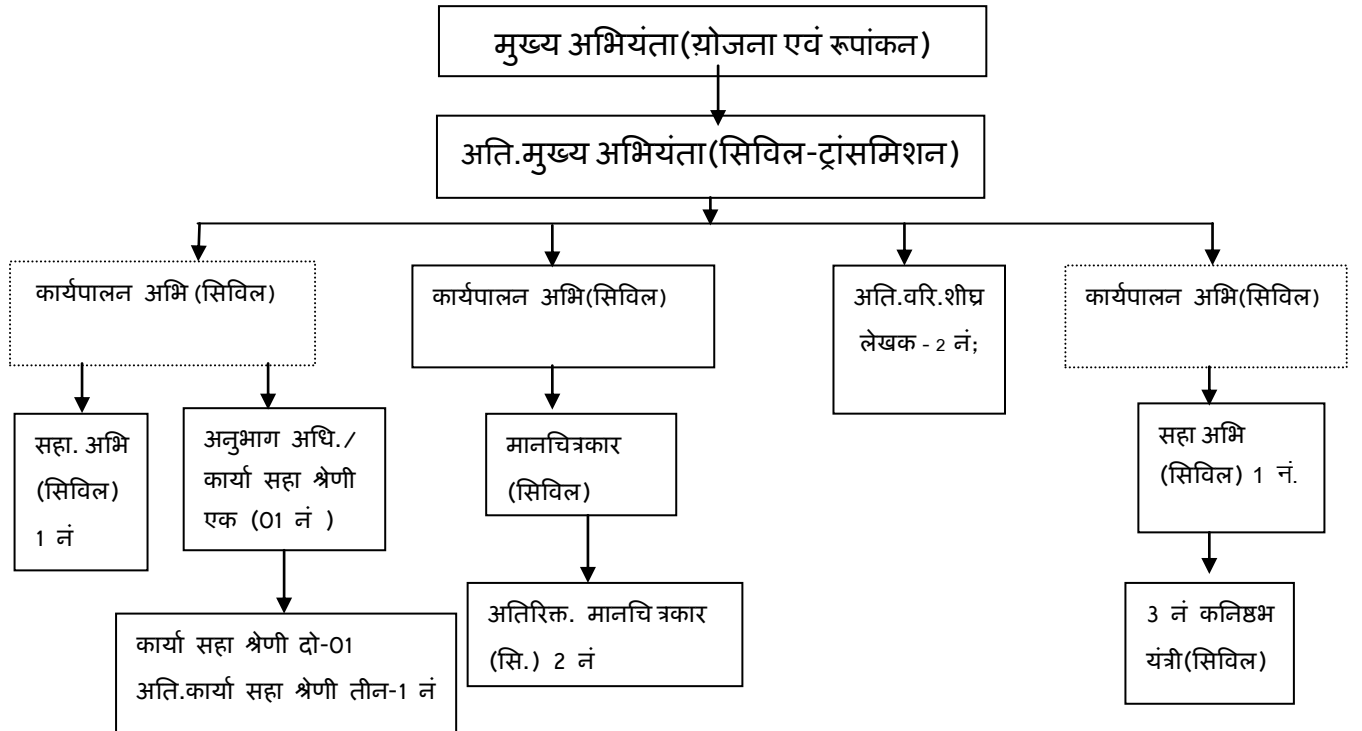 मुख्य अभियंता(य़ोजना एवं रूपांकन)
अति.मुख्य अभियंता(सिविल-ट्रांसमिशन)
कार्यपालन अभि (सिविल)
कार्यपालन अभि(सिविल)
अति.वरि.शीघ्र
लेखक - 2 नं;
कार्यपालन अभि(सिविल)
सहा. अभि
(सिविल)
1 नं
अनुभाग अधि./
कार्या सहा श्रेणी
एक (01 नं )
मानचित्रकार
(सिविल)
सहा अभि
(सिविल) 1 नं.
कार्या सहा श्रेणी दो-01
अति.कार्या सहा श्रेणी तीन-1 नं
अतिरिक्त. मानचि त्रकार
(सि.) 2 नं
3 नं कनिष्ठभ
यंत्री(सिविल)